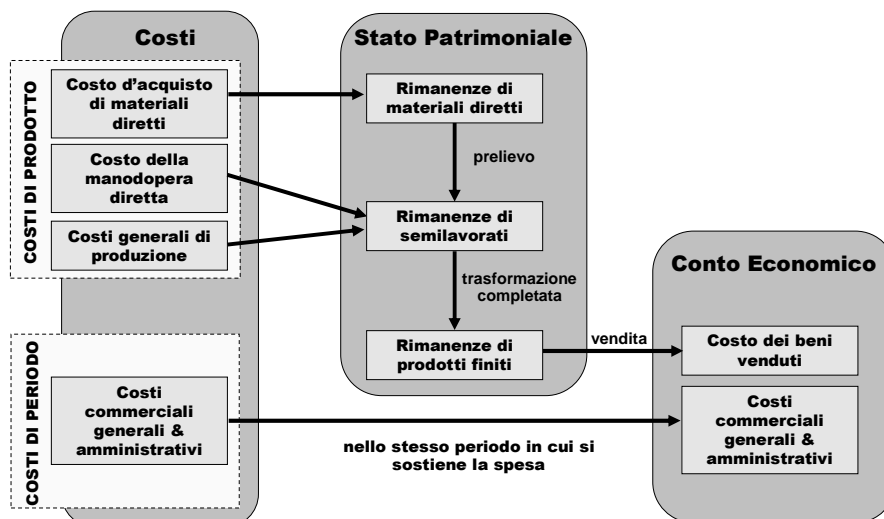 Costi
COSTI DI PRODOTTO
Costo d'acquisto
di materiali
diretti
Costo della
manodopera
diretta
Costi generali di
produzione
COSTI DI PERIODO
Costi
commerciali
generali &
amministrativi
Stato Patrimoniale
Rimanenze di
materiali diretti
prelievo
Rimanenze di
semilavorati
trasformazione
completata
Rimanenze di
prodotti finiti
vendita
nello stesso periodo in cui si
sostiene la spesa
Conto Economico
Costo dei beni
venduti
Costi
commerciali
generali &
amministrativi